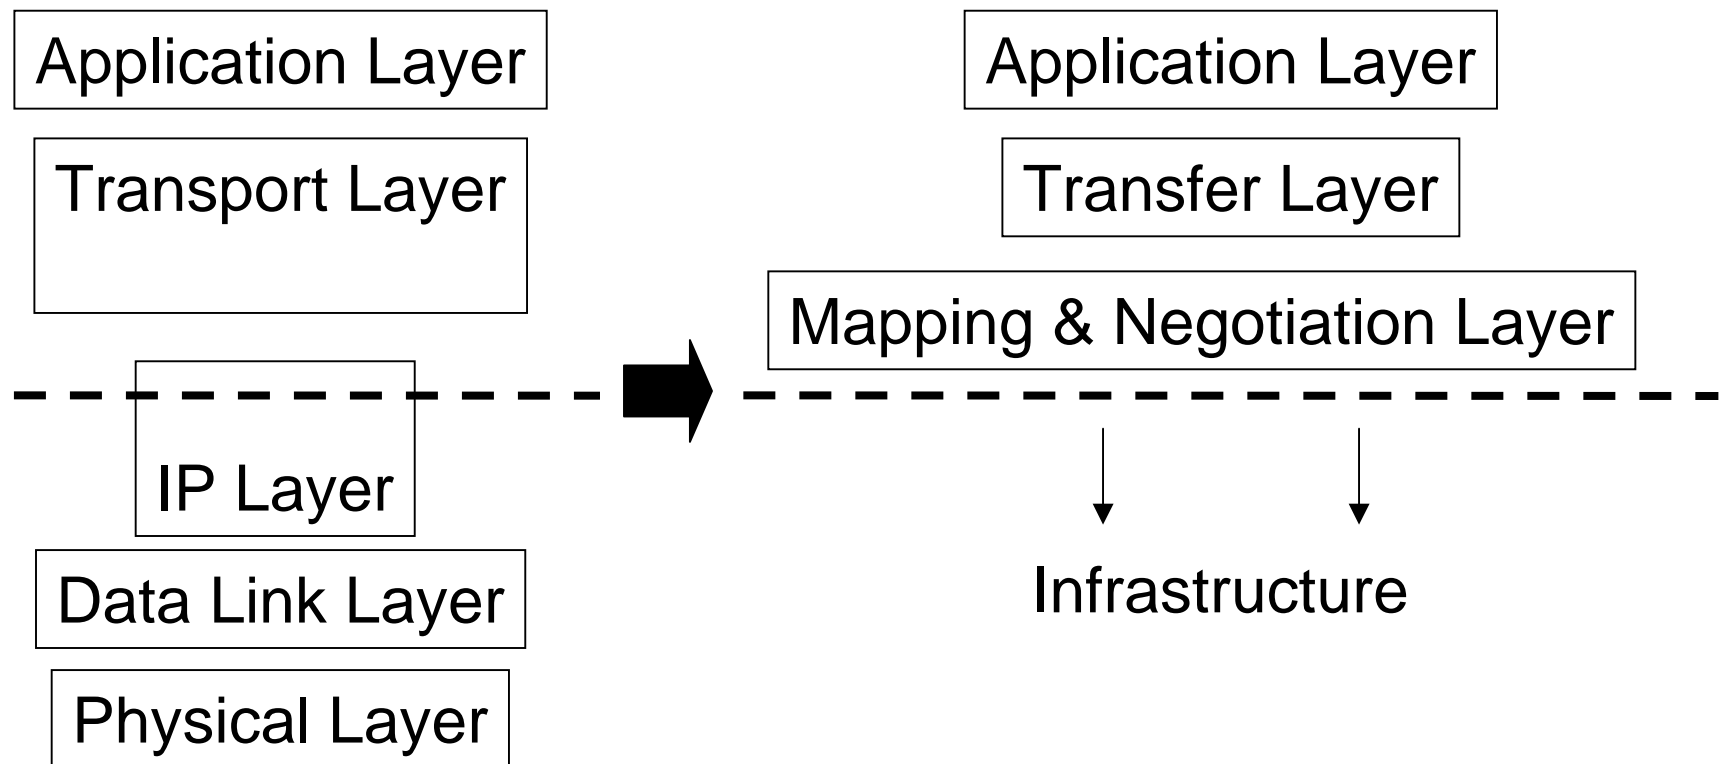 Application Layer
Transport Layer
IP Layer
Data Link Layer
Physical Layer
Application Layer
Transfer Layer
Mapping & Negotiation Layer
Infrastructure